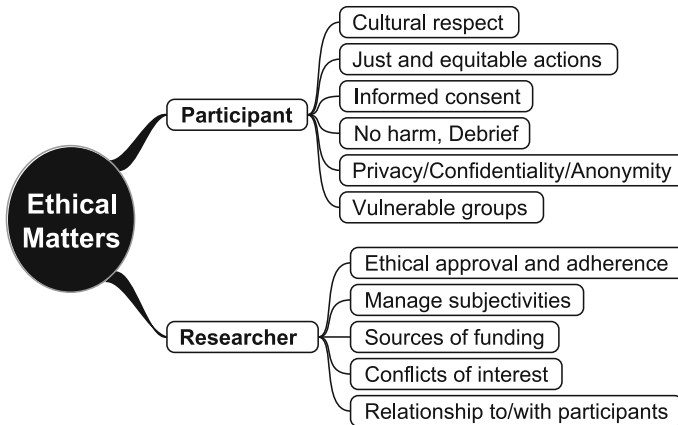 Ethical
Matters
Participant
Cultural respect
Just and equitable actions
Informed consent
No harm, Debrief
Privacy/Confidentiality/Anonymity
Vulnerable groups
Researcher
Ethical approval and adherence
Manage subjectivities
Sources of funding
Conflicts of interest
Relationship to/with participants